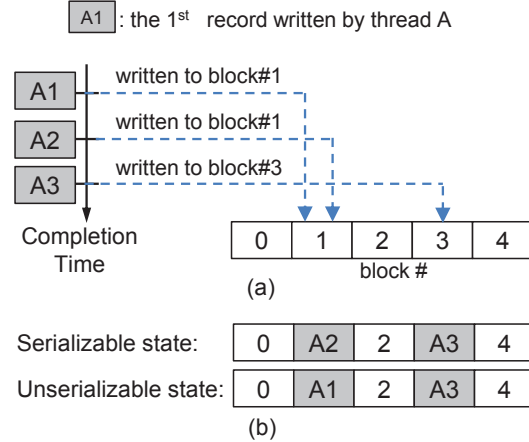 A1 : the 1st record written by thread A
written to block#1
A1
written to block#1
A2
written to block#3
A3
Completion
Time
0 1 2 3 4
block #
(a)
Serializable state: 0 A2 2 A3 4
Unserializable state: 0 A1 2 A3 4
(b)